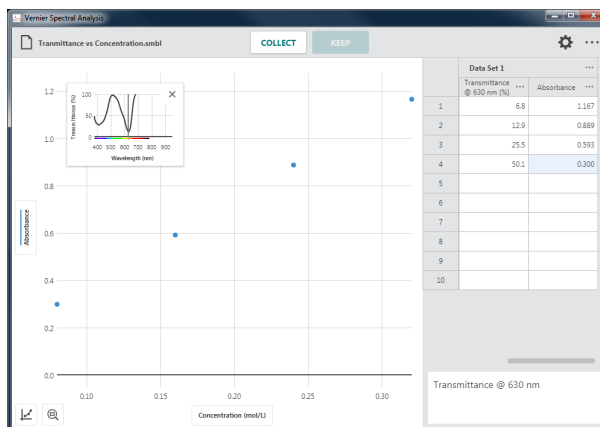 Vernier Spectral Analysis
Tranmittance vs Concentration.smbl
COLLECT
KEEP
1.2
1.0
0.8
0.6
0.4
0.2
0.0
Absorbance
0.10
0.15
0.20
0.25
0.30
Concentration (mol/L)
Transmittance (%)
100
50
0
400 500 600 700 800 900
Wavelength (nm)
Data Set 1
Transmittance @ 630 nm (%)
Absorbance
1 6.8 1.167
2 12.9 0.889
3 25.5 0.593
4 50.1 0.300
5
6
7
8
9
10
Transmittance @ 630 nm